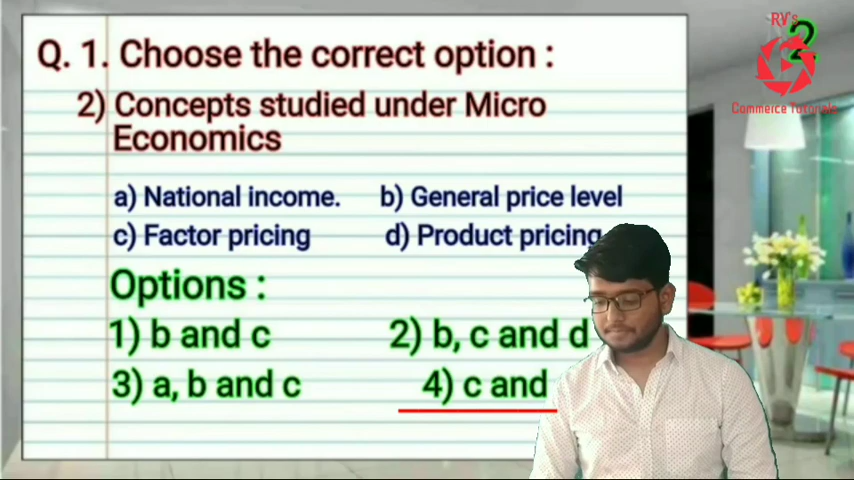 RV's
2
Commerce Tutorials
Q. 1. Choose the correct option :
2) Concepts studied under Micro
Economics
a) National income. b) General price level
c) Factor pricing d) Product pricing
Options :
1) b and c 2) b, c and d
3) a, b and c 4) c and